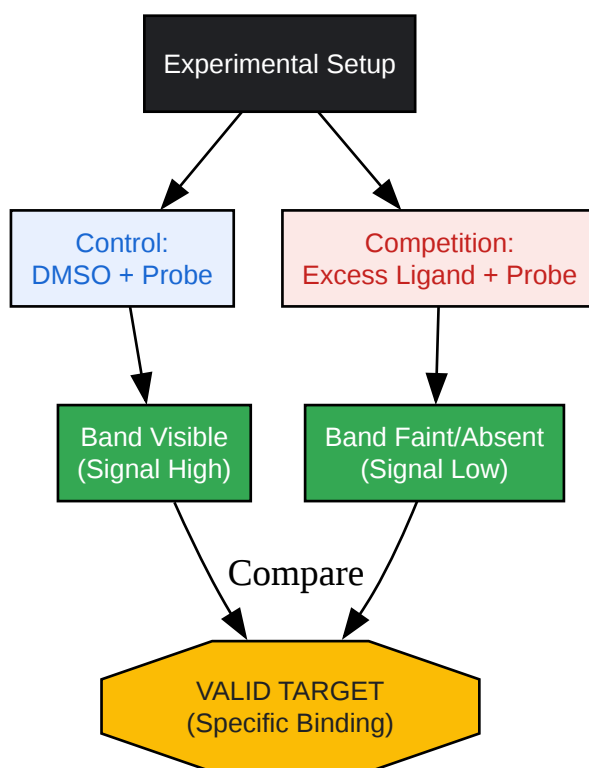 Experimental Setup
Control:
DMSO + Probe
Competition:
Excess Ligand + Probe
Band Visible
(Signal High)
Band Faint/Absent
(Signal Low)
Compare
VALID TARGET
(Specific Binding)